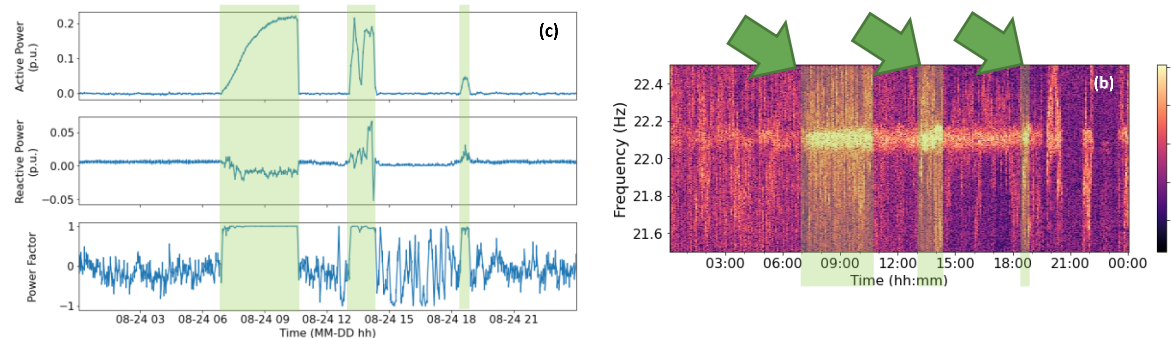 (c)
Active Power
(p.u.)
0.2
0.1
0.0
Reactive Power
(p.u.)
0.05
0.00
−0.05
Power Factor
1
0
−1
08-24 03
08-24 06
08-24 09
08-24 12
08-24 15
08-24 18
08-24 21
Time (MM-DD hh)
(b)
Frequency (Hz)
22.4
22.2
22.0
21.8
21.6
03:00
06:00
09:00
12:00
15:00
18:00
21:00
00:00
Time (hh:mm)